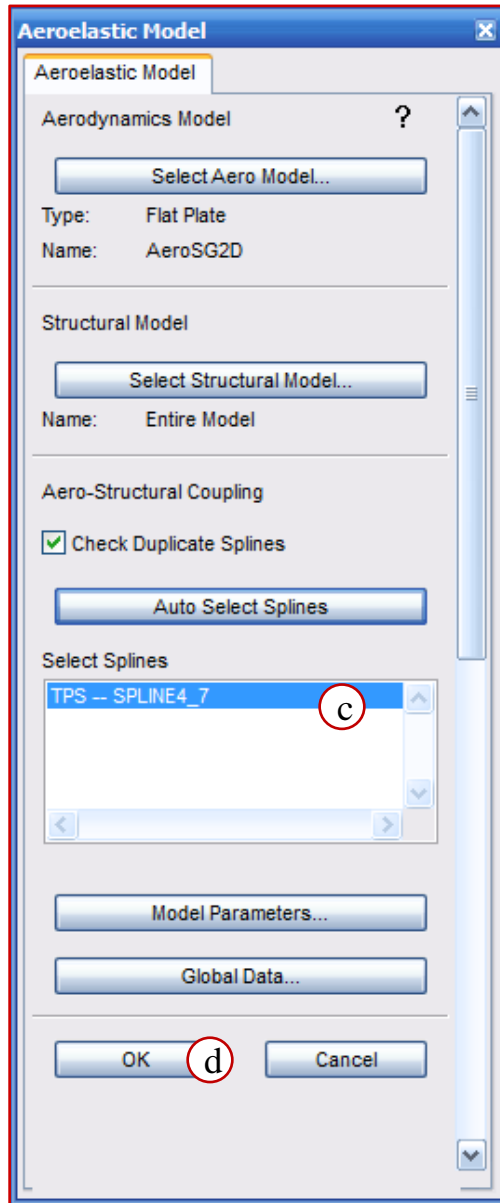 Aeroelastic Model
Aeroelastic Model
Aerodynamics Model ?
Select Aero Model...
Type: Flat Plate
Name: AeroSG2D
Structural Model
Select Structural Model...
Name: Entire Model
Aero-Structural Coupling
Check Duplicate Splines
Auto Select Splines
Select Splines
TPS -- SPLINE4_7 c
Model Parameters...
Global Data...
OK d Cancel